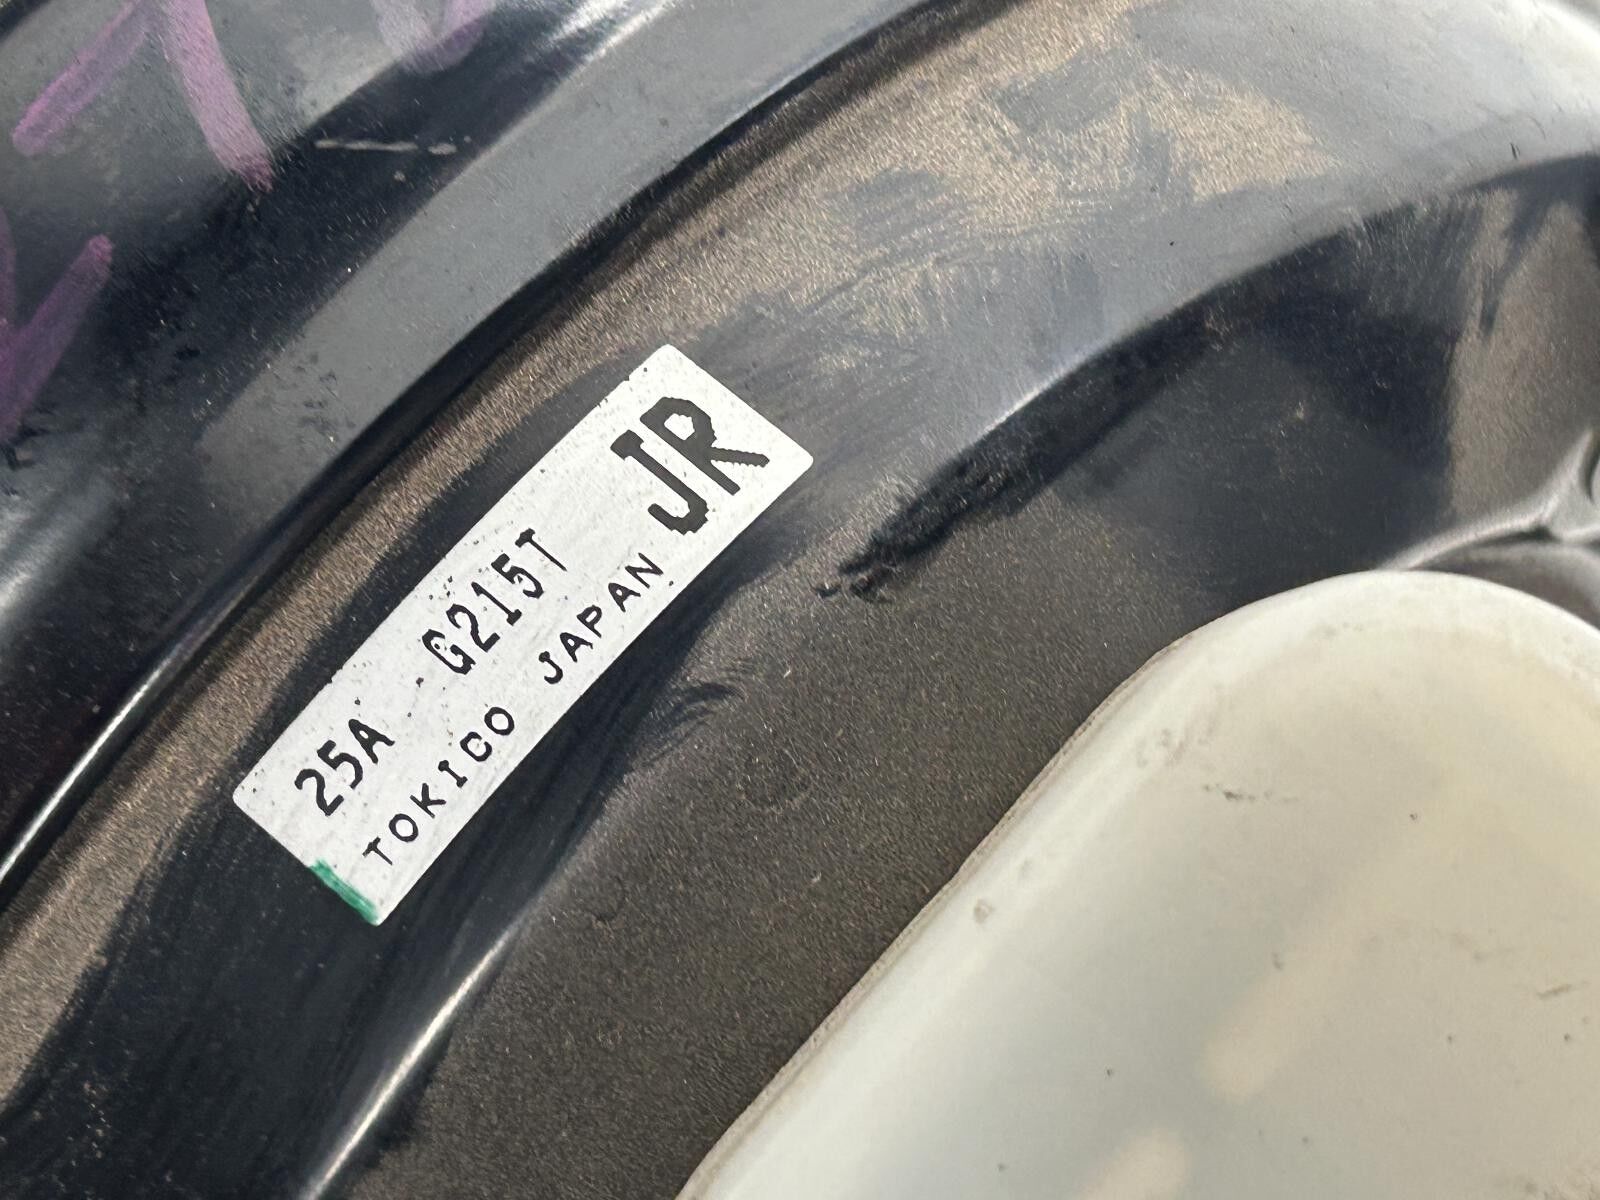 25A G215T JR
TOKICO JAPAN